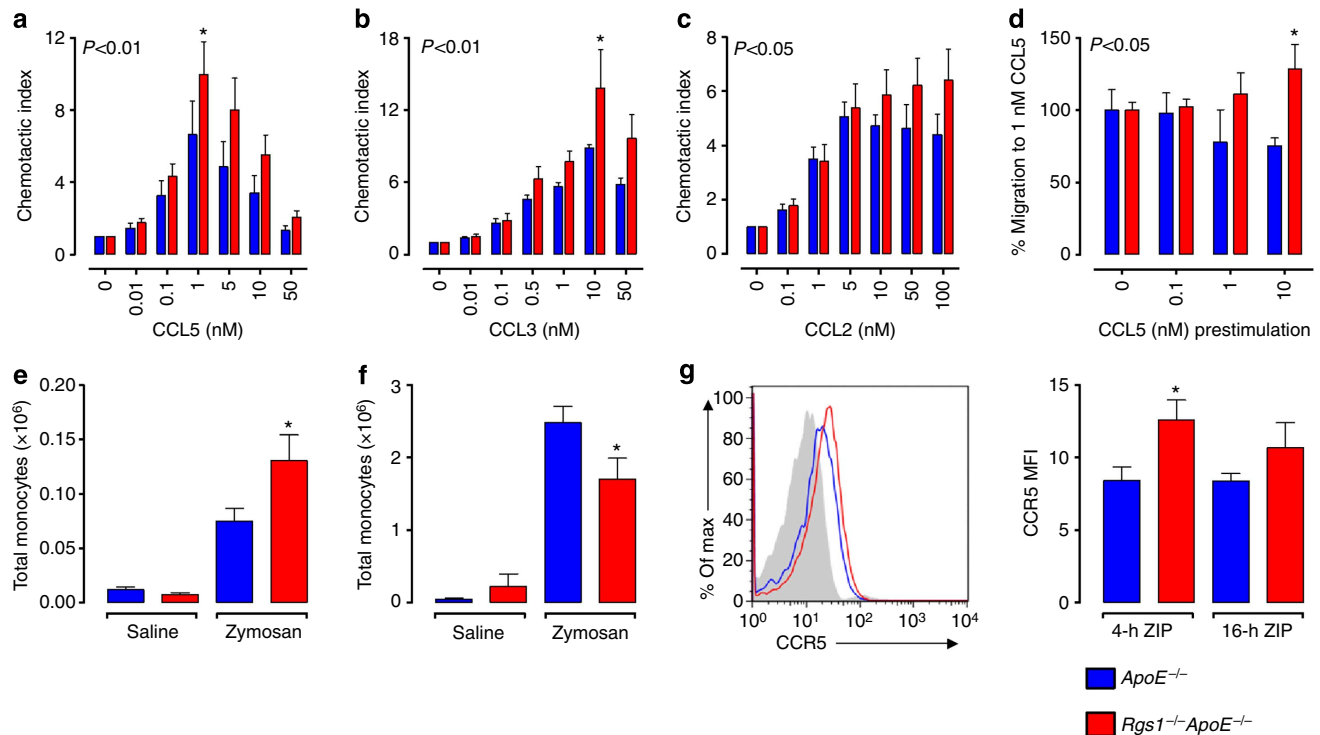 a
P<0.01
*
Chemotactic index
12
8
4
0
0 0.01 0.1 1 5 10 50
CCL5 (nM)
b
P<0.01
*
Chemotactic index
18
12
6
0
0 0.01 0.1 0.5 1 10 50
CCL3 (nM)
c
P<0.05
Chemotactic index
8
6
4
2
0
0 0.1 1 5 10 50 100
CCL2 (nM)
d
P<0.05
*
% Migration to 1 nM CCL5
150
100
50
0
0 0.1 1 10
CCL5 (nM) prestimulation
e
Total monocytes (×10⁶)
0.20
0.15
0.10
0.05
0.00
*
Saline Zymosan
f
Total monocytes (×10⁶)
3
2
1
0
*
Saline Zymosan
g
% Of max
100
80
60
40
20
0
10⁰ 10¹ 10² 10³ 10⁴
CCR5
CCR5 MFI
15
10
5
0
*
4-h ZIP 16-h ZIP
ApoE⁻/⁻
Rgs1⁻/⁻ApoE⁻/⁻